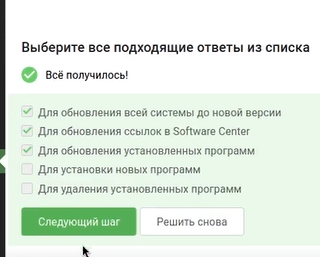 Выберите все подходящие ответы из списка
Всё получилось!
Для обновления всей системы до новой версии
Для обновления ссылок в Software Center
Для обновления установленных программ
Для установки новых программ
Для удаления установленных программ
Следующий шаг
Решить снова